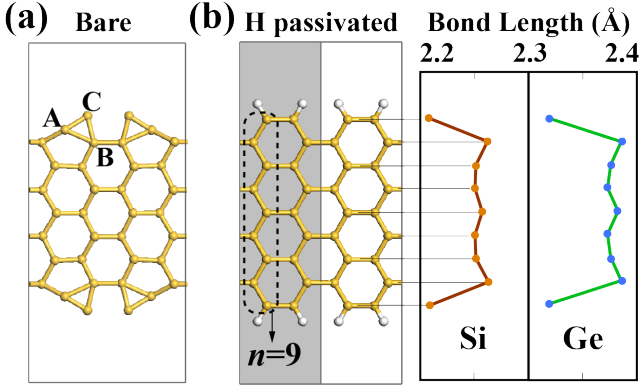 (a) Bare (b) H passivated Bond Length (Å)
2.2 2.3 2.4
C
A
B
Si Ge
n=9